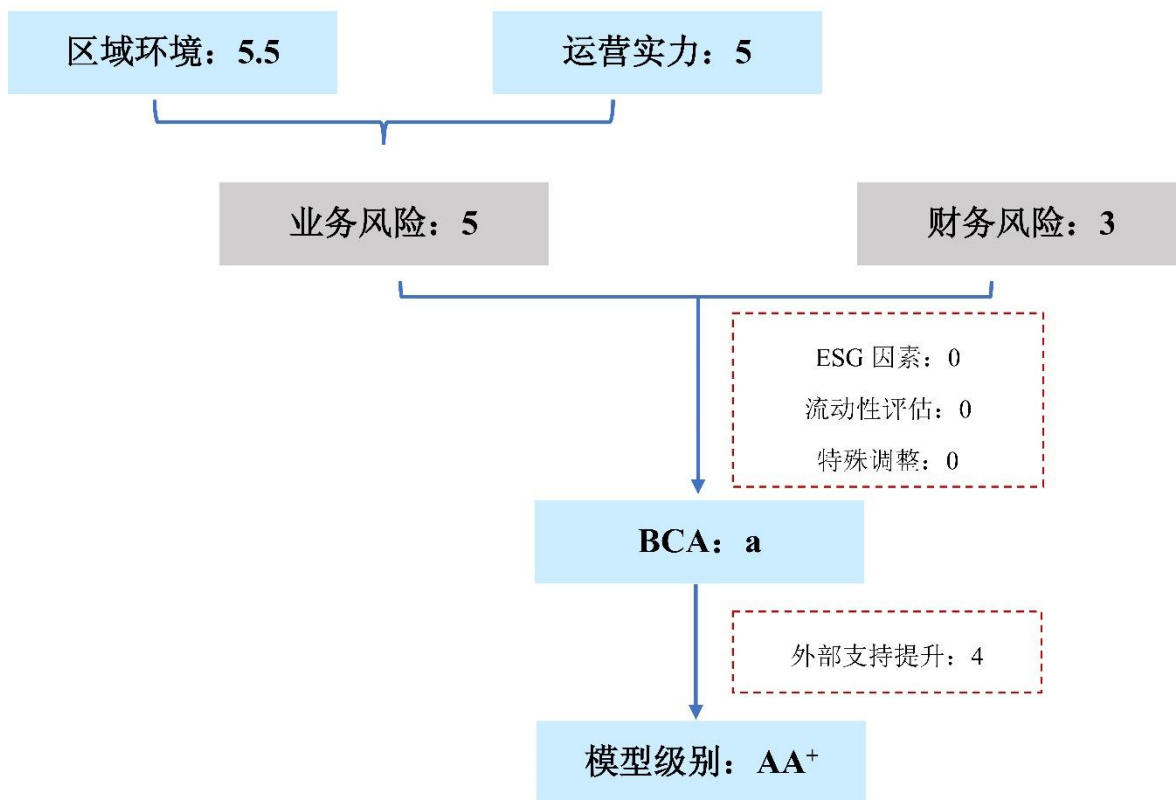 区域环境：5.5
运营实力：5
业务风险：5
财务风险：3
ESG 因素：0
流动性评估：0
特殊调整：0
BCA：a
外部支持提升：4
模型级别：AA⁺